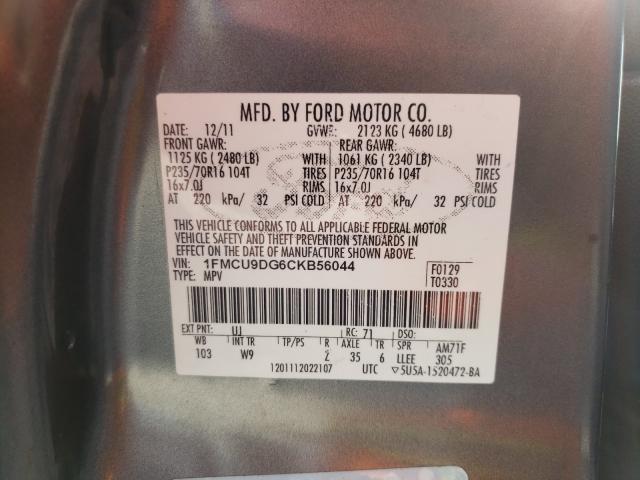 MFD. BY FORD MOTOR CO.
DATE: 12/11 GVWR: 2123 KG ( 4680 LB)
FRONT GAWR: REAR GAWR:
1125 KG ( 2480 LB) WITH 1061 KG ( 2340 LB) WITH
P235/70R16 104T TIRES P235/70R16 104T TIRES
16x7.0J RIMS 16x7.0J RIMS
AT 220 kPa/ 32 PSI COLD AT 220 kPa/ 32 PSI COLD
THIS VEHICLE CONFORMS TO ALL APPLICABLE FEDERAL MOTOR
VEHICLE SAFETY AND THEFT PREVENTION STANDARDS IN
EFFECT ON THE DATE OF MANUFACTURE SHOWN ABOVE.
VIN: 1FMCU9DG6CKB56044 F0129
TYPE: MPV T0330
EXT PNT: UJ RC: 71 DSO:
WB INT TR TP/PS R AXLE TR SPR AM71F
103 W9 2 35 6 LLEE 305
1201112022107 UTC ▽5U5A-1520472-BA